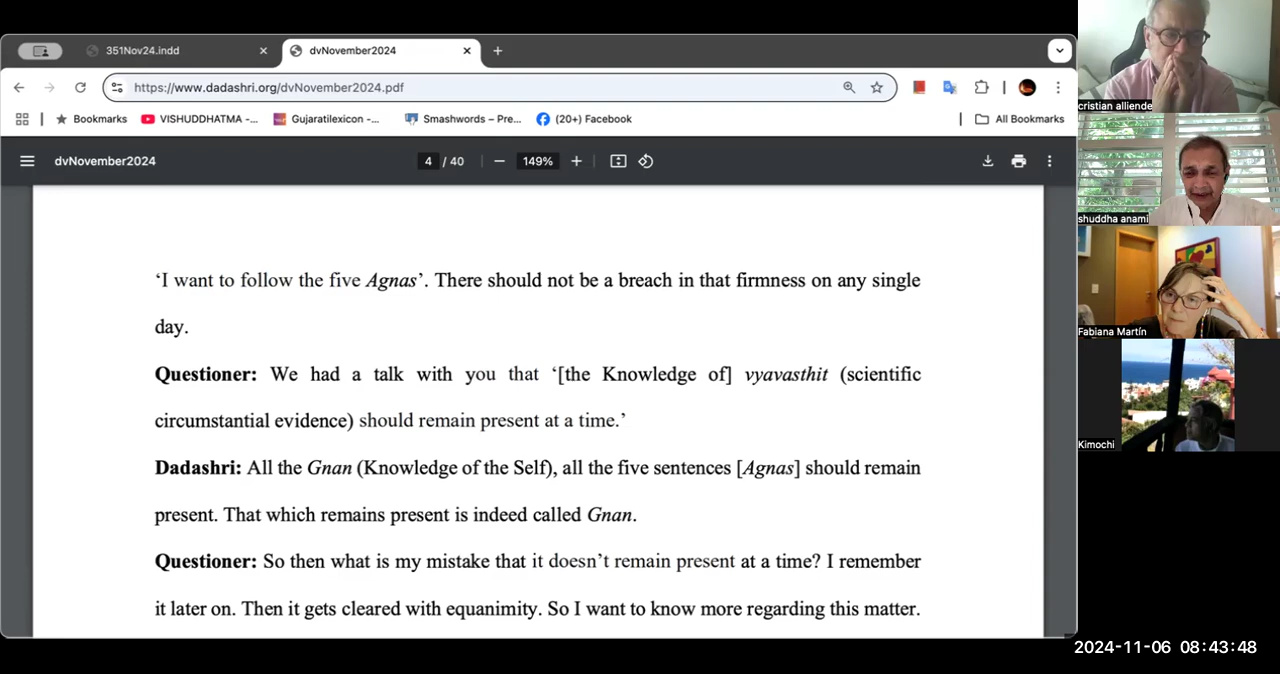 351Nov24.indd
dvNovember2024
https://www.dadashri.org/dvNovember2024.pdf
Bookmarks
VISHUDDHATMA -...
Gujaratilexicon -...
Smashwords – Pre...
(20+) Facebook
All Bookmarks
dvNovember2024
4 / 40
149%
‘I want to follow the five Agnas’. There should not be a breach in that firmness on any single
day.
Questioner: We had a talk with you that ‘[the Knowledge of] vyavasthit (scientific
circumstantial evidence) should remain present at a time.’
Dadashri: All the Gnan (Knowledge of the Self), all the five sentences [Agnas] should remain
present. That which remains present is indeed called Gnan.
Questioner: So then what is my mistake that it doesn’t remain present at a time? I remember
it later on. Then it gets cleared with equanimity. So I want to know more regarding this matter.
cristian alliende
shuddha anami
Fabiana Martín
Kimochi
2024-11-06 08:43:48